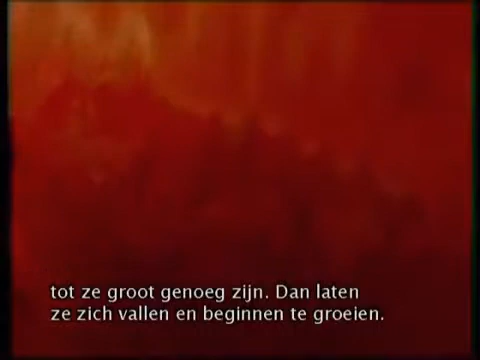 tot ze groot genoeg zijn. Dan laten
ze zich vallen en beginnen te groeien.